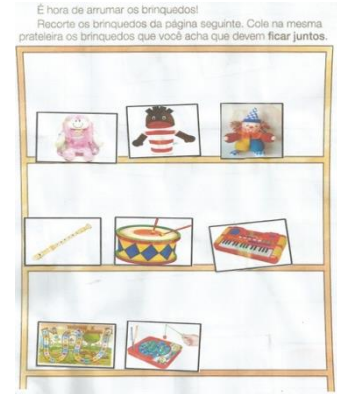 É hora de arrumar os brinquedos!
Recorte os brinquedos da página seguinte. Cole na mesma
prateleira os brinquedos que você acha que devem ficar juntos.